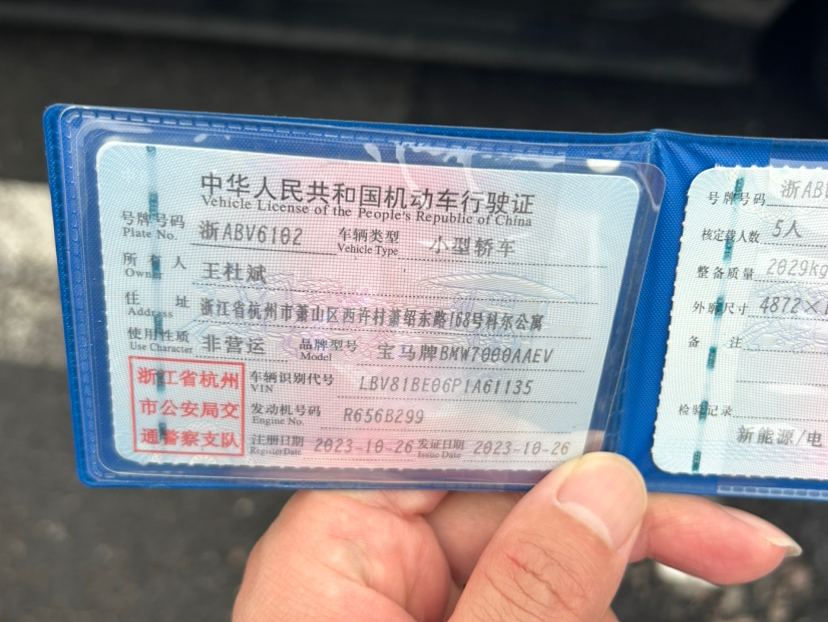 中华人民共和国机动车行驶证
Vehicle License of the People's Republic of China
号牌号码 浙ABV6102 车辆类型 小型轿车
Plate No. Vehicle Type
所有人 王杜斌
Owner
住址 浙江省杭州市萧山区西许村萧绍东路168号科尔公寓
Address
使用性质 非营运 品牌型号 宝马牌BMW7000AAEV
Use Character Model
浙江省杭州
市公安局交
通警察支队
车辆识别代号 LBV81BE06P1A61135
VIN
发动机号码 R656B299
Engine No.
注册日期 2023-10-26 发证日期 2023-10-26
Register Date Issue Date
号牌号码 浙AB
核定载人数 5人
整备质量 2029kg
外廓尺寸 4872×
备注
检验记录
新能源/电